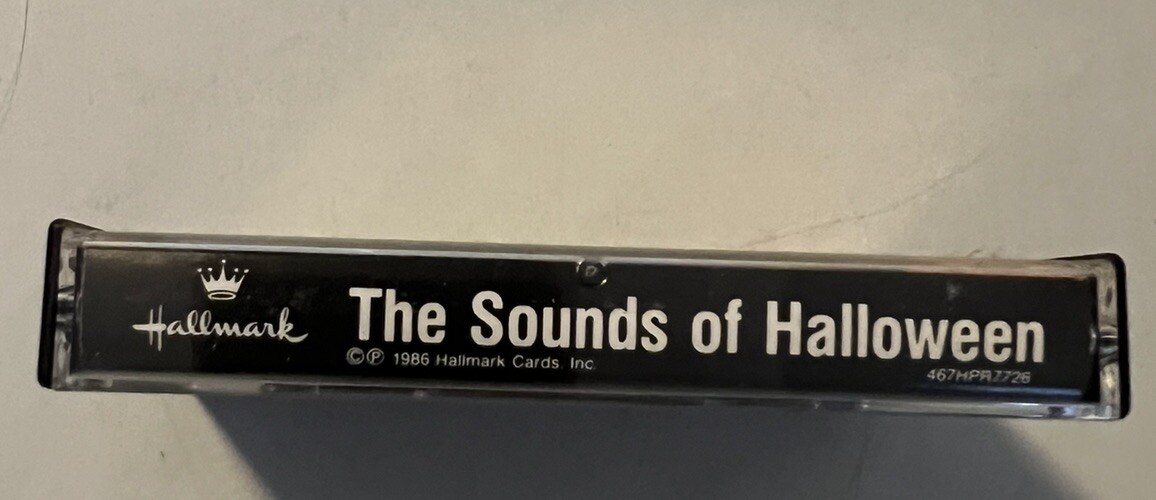 Hallmark
The Sounds of Halloween
©℗ 1986 Hallmark Cards, Inc.
467HPR7726